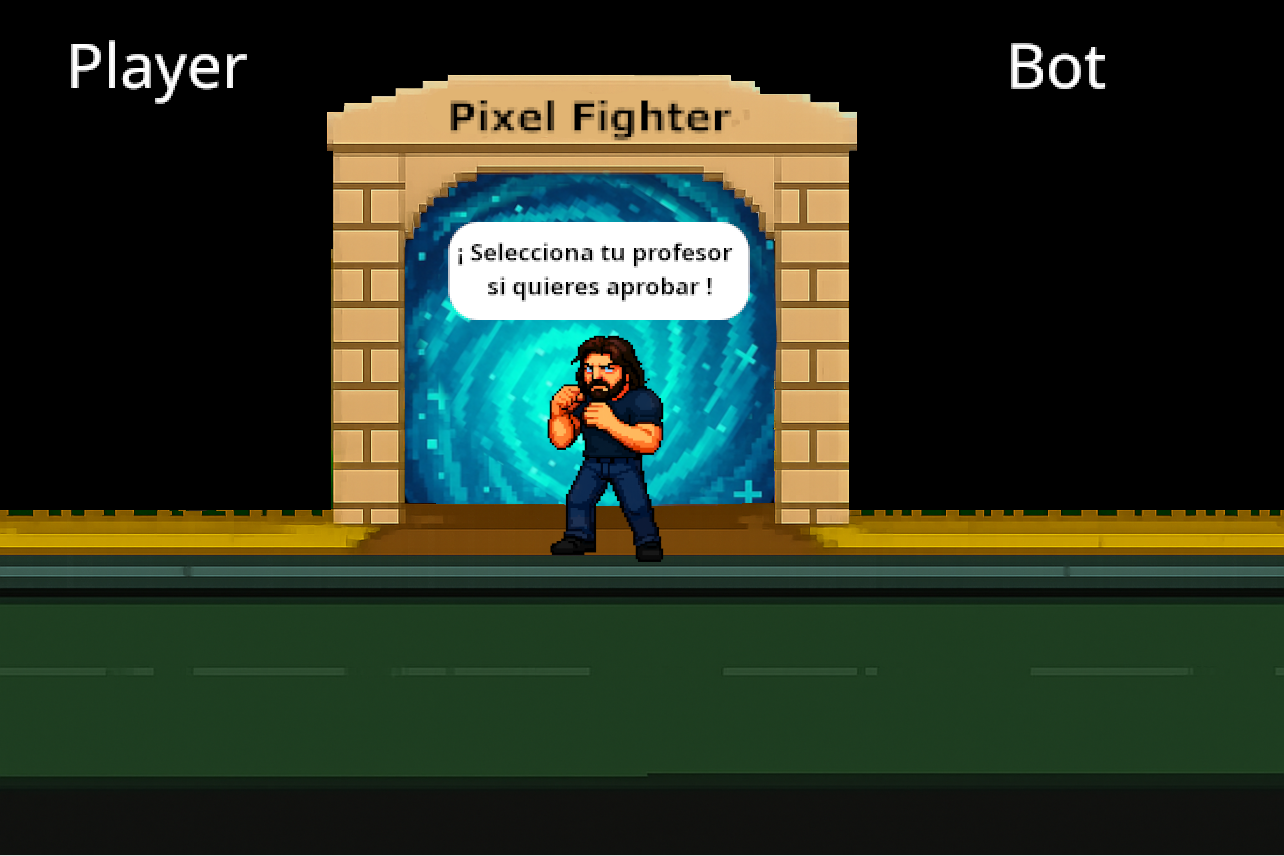 Player
Bot
Pixel Fighter
¡ Selecciona tu profesor
si quieres aprobar !